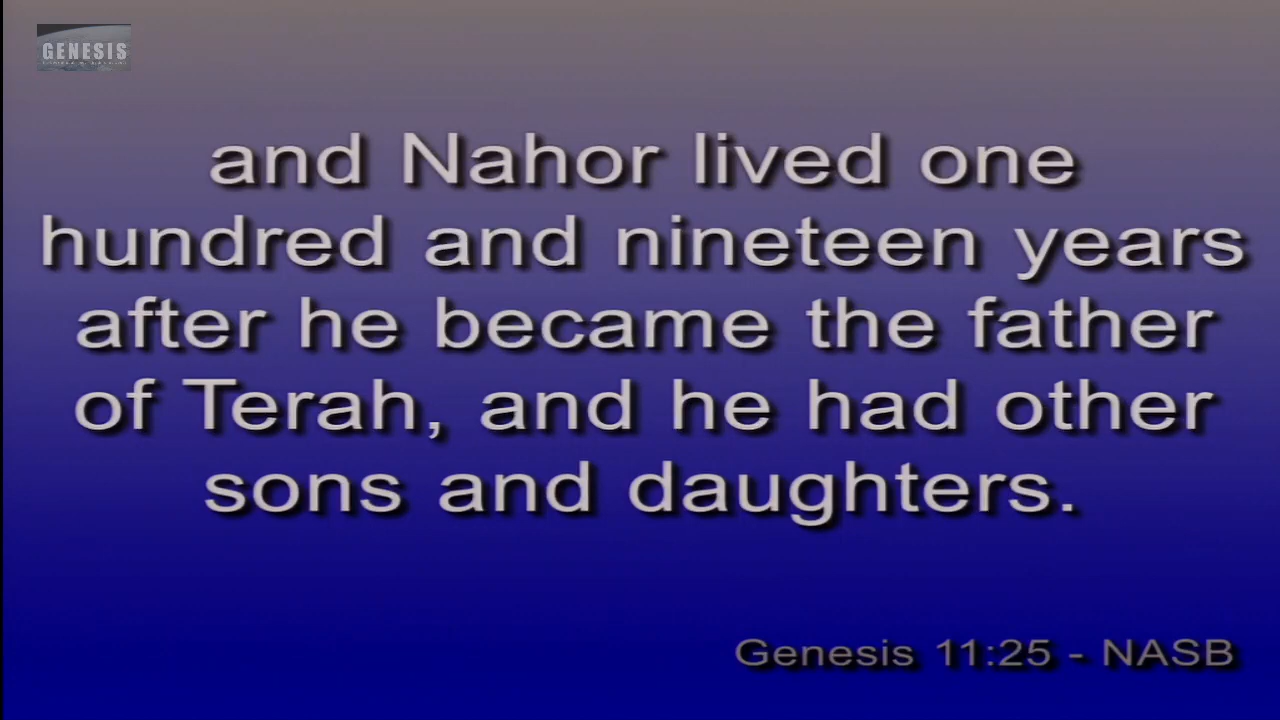 GENESIS
and Nahor lived one
hundred and nineteen years
after he became the father
of Terah, and he had other
sons and daughters.
Genesis 11:25 - NASB